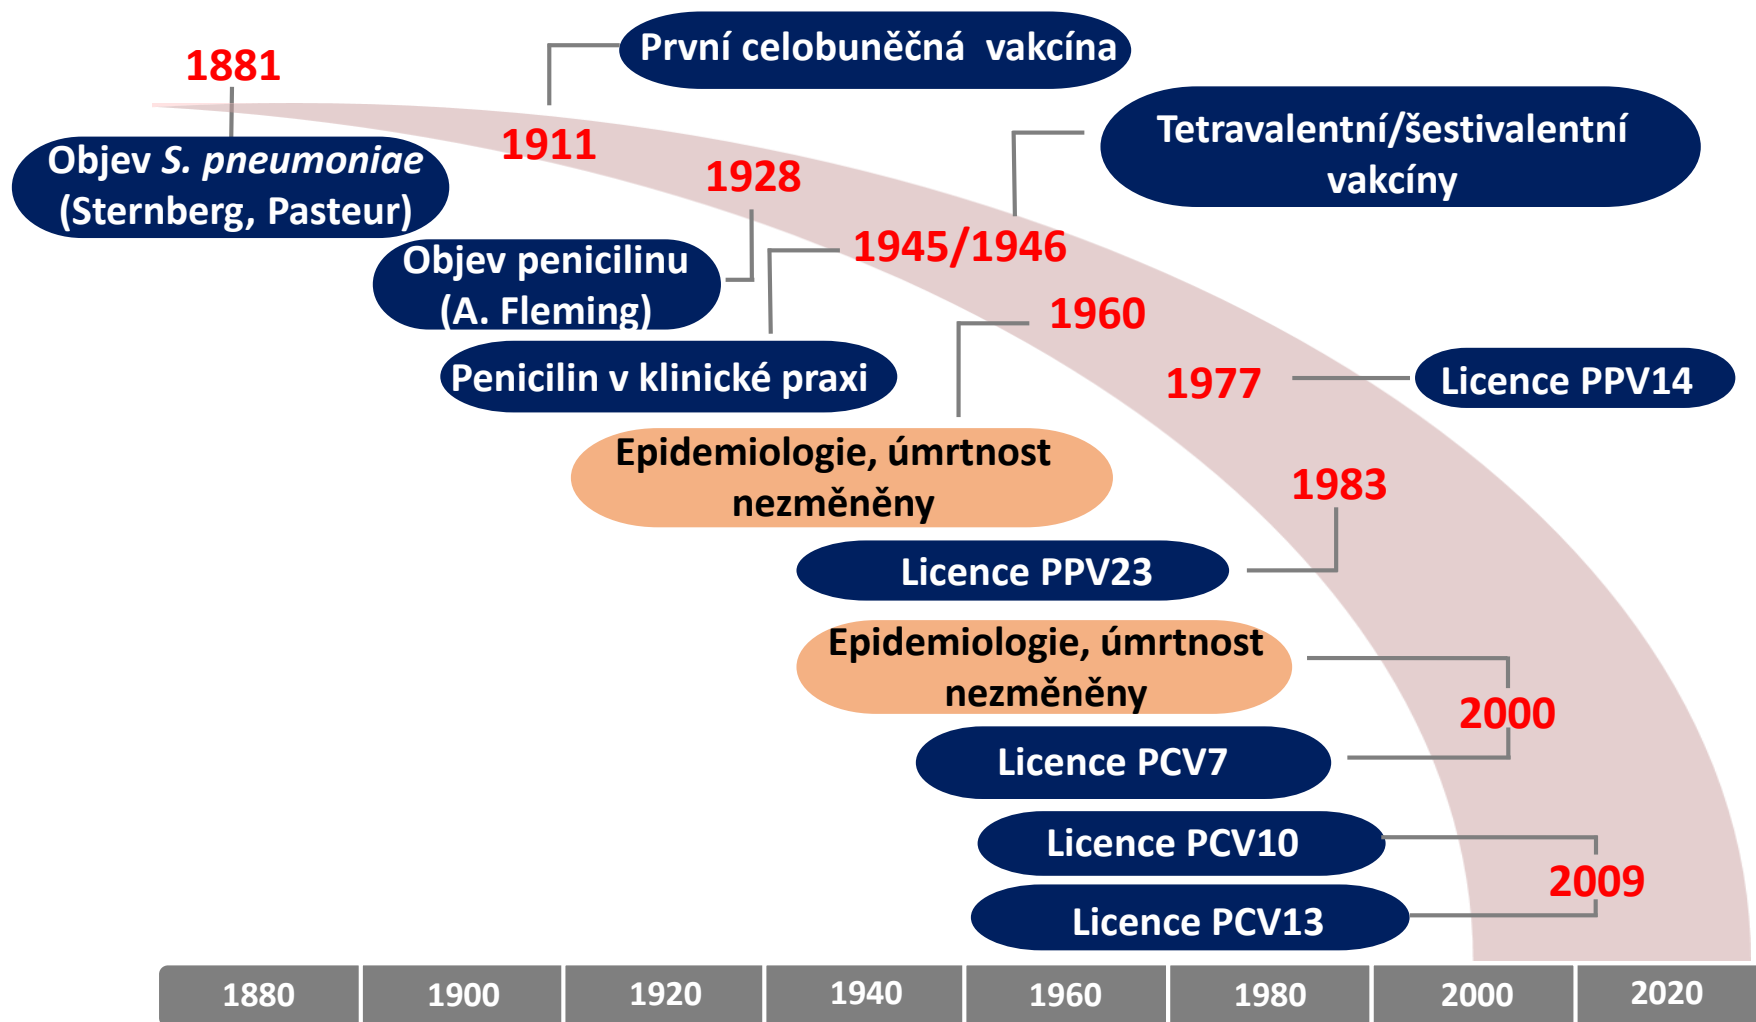 1881
První celobuněčná vakcína
Objev S. pneumoniae
(Sternberg, Pasteur)
1911
Tetravalentní/šestivalentní
vakcíny
1928
Objev penicilinu
(A. Fleming)
1945/1946
Penicilin v klinické praxi
1960
Epidemiologie, úmrtnost
nezměněny
1977
Licence PPV14
1983
Licence PPV23
Epidemiologie, úmrtnost
nezměněny
2000
Licence PCV7
Licence PCV10
2009
Licence PCV13
1880 1900 1920 1940 1960 1980 2000 2020